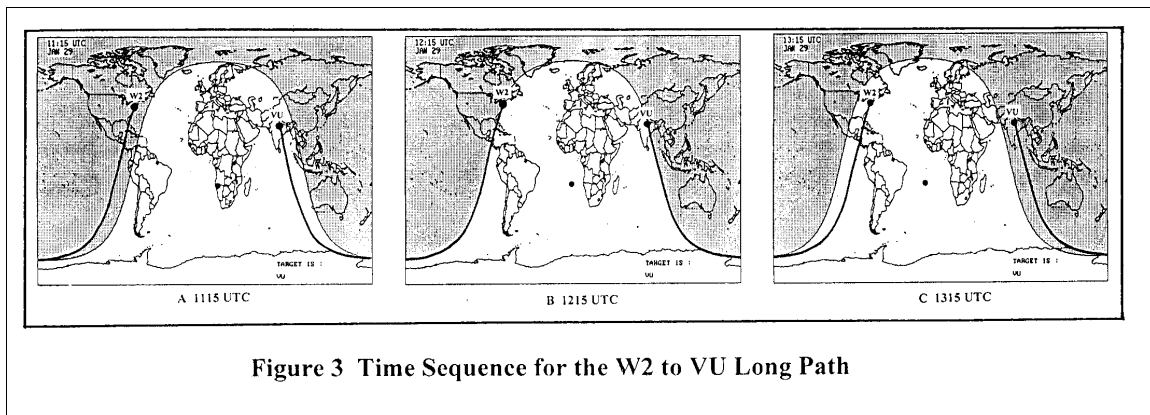 11:15 UTC
JAN 29
W2
VU
TARGET IS :
VU
A 1115 UTC
12:15 UTC
JAN 29
W2
VU
TARGET IS :
VU
B 1215 UTC
13:15 UTC
JAN 29
W2
VU
TARGET IS :
VU
C 1315 UTC
Figure 3 Time Sequence for the W2 to VU Long Path